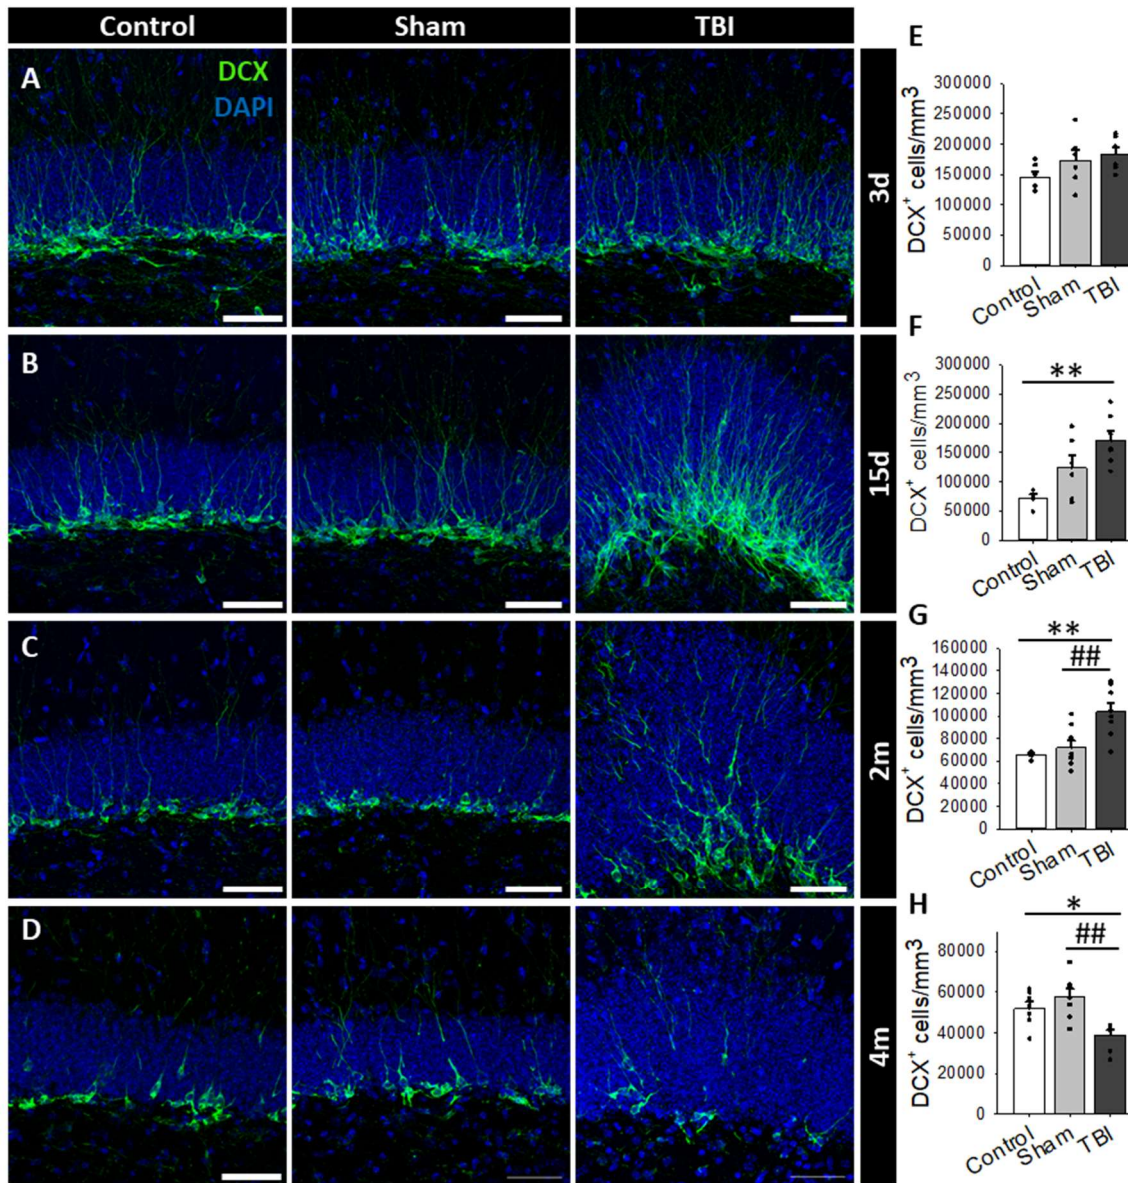 Control
Sham
TBI
A
DCX
DAPI
3d
B
15d
C
2m
D
4m
E
DCX⁺ cells/mm³
300000
250000
200000
150000
100000
50000
0
Control
Sham
TBI
F
DCX⁺ cells/mm³
300000
250000
200000
150000
100000
50000
0
**
Control
Sham
TBI
G
DCX⁺ cells/mm³
160000
140000
120000
100000
80000
60000
40000
20000
0
**
##
Control
Sham
TBI
H
DCX⁺ cells/mm³
80000
60000
40000
20000
0
*
##
Control
Sham
TBI